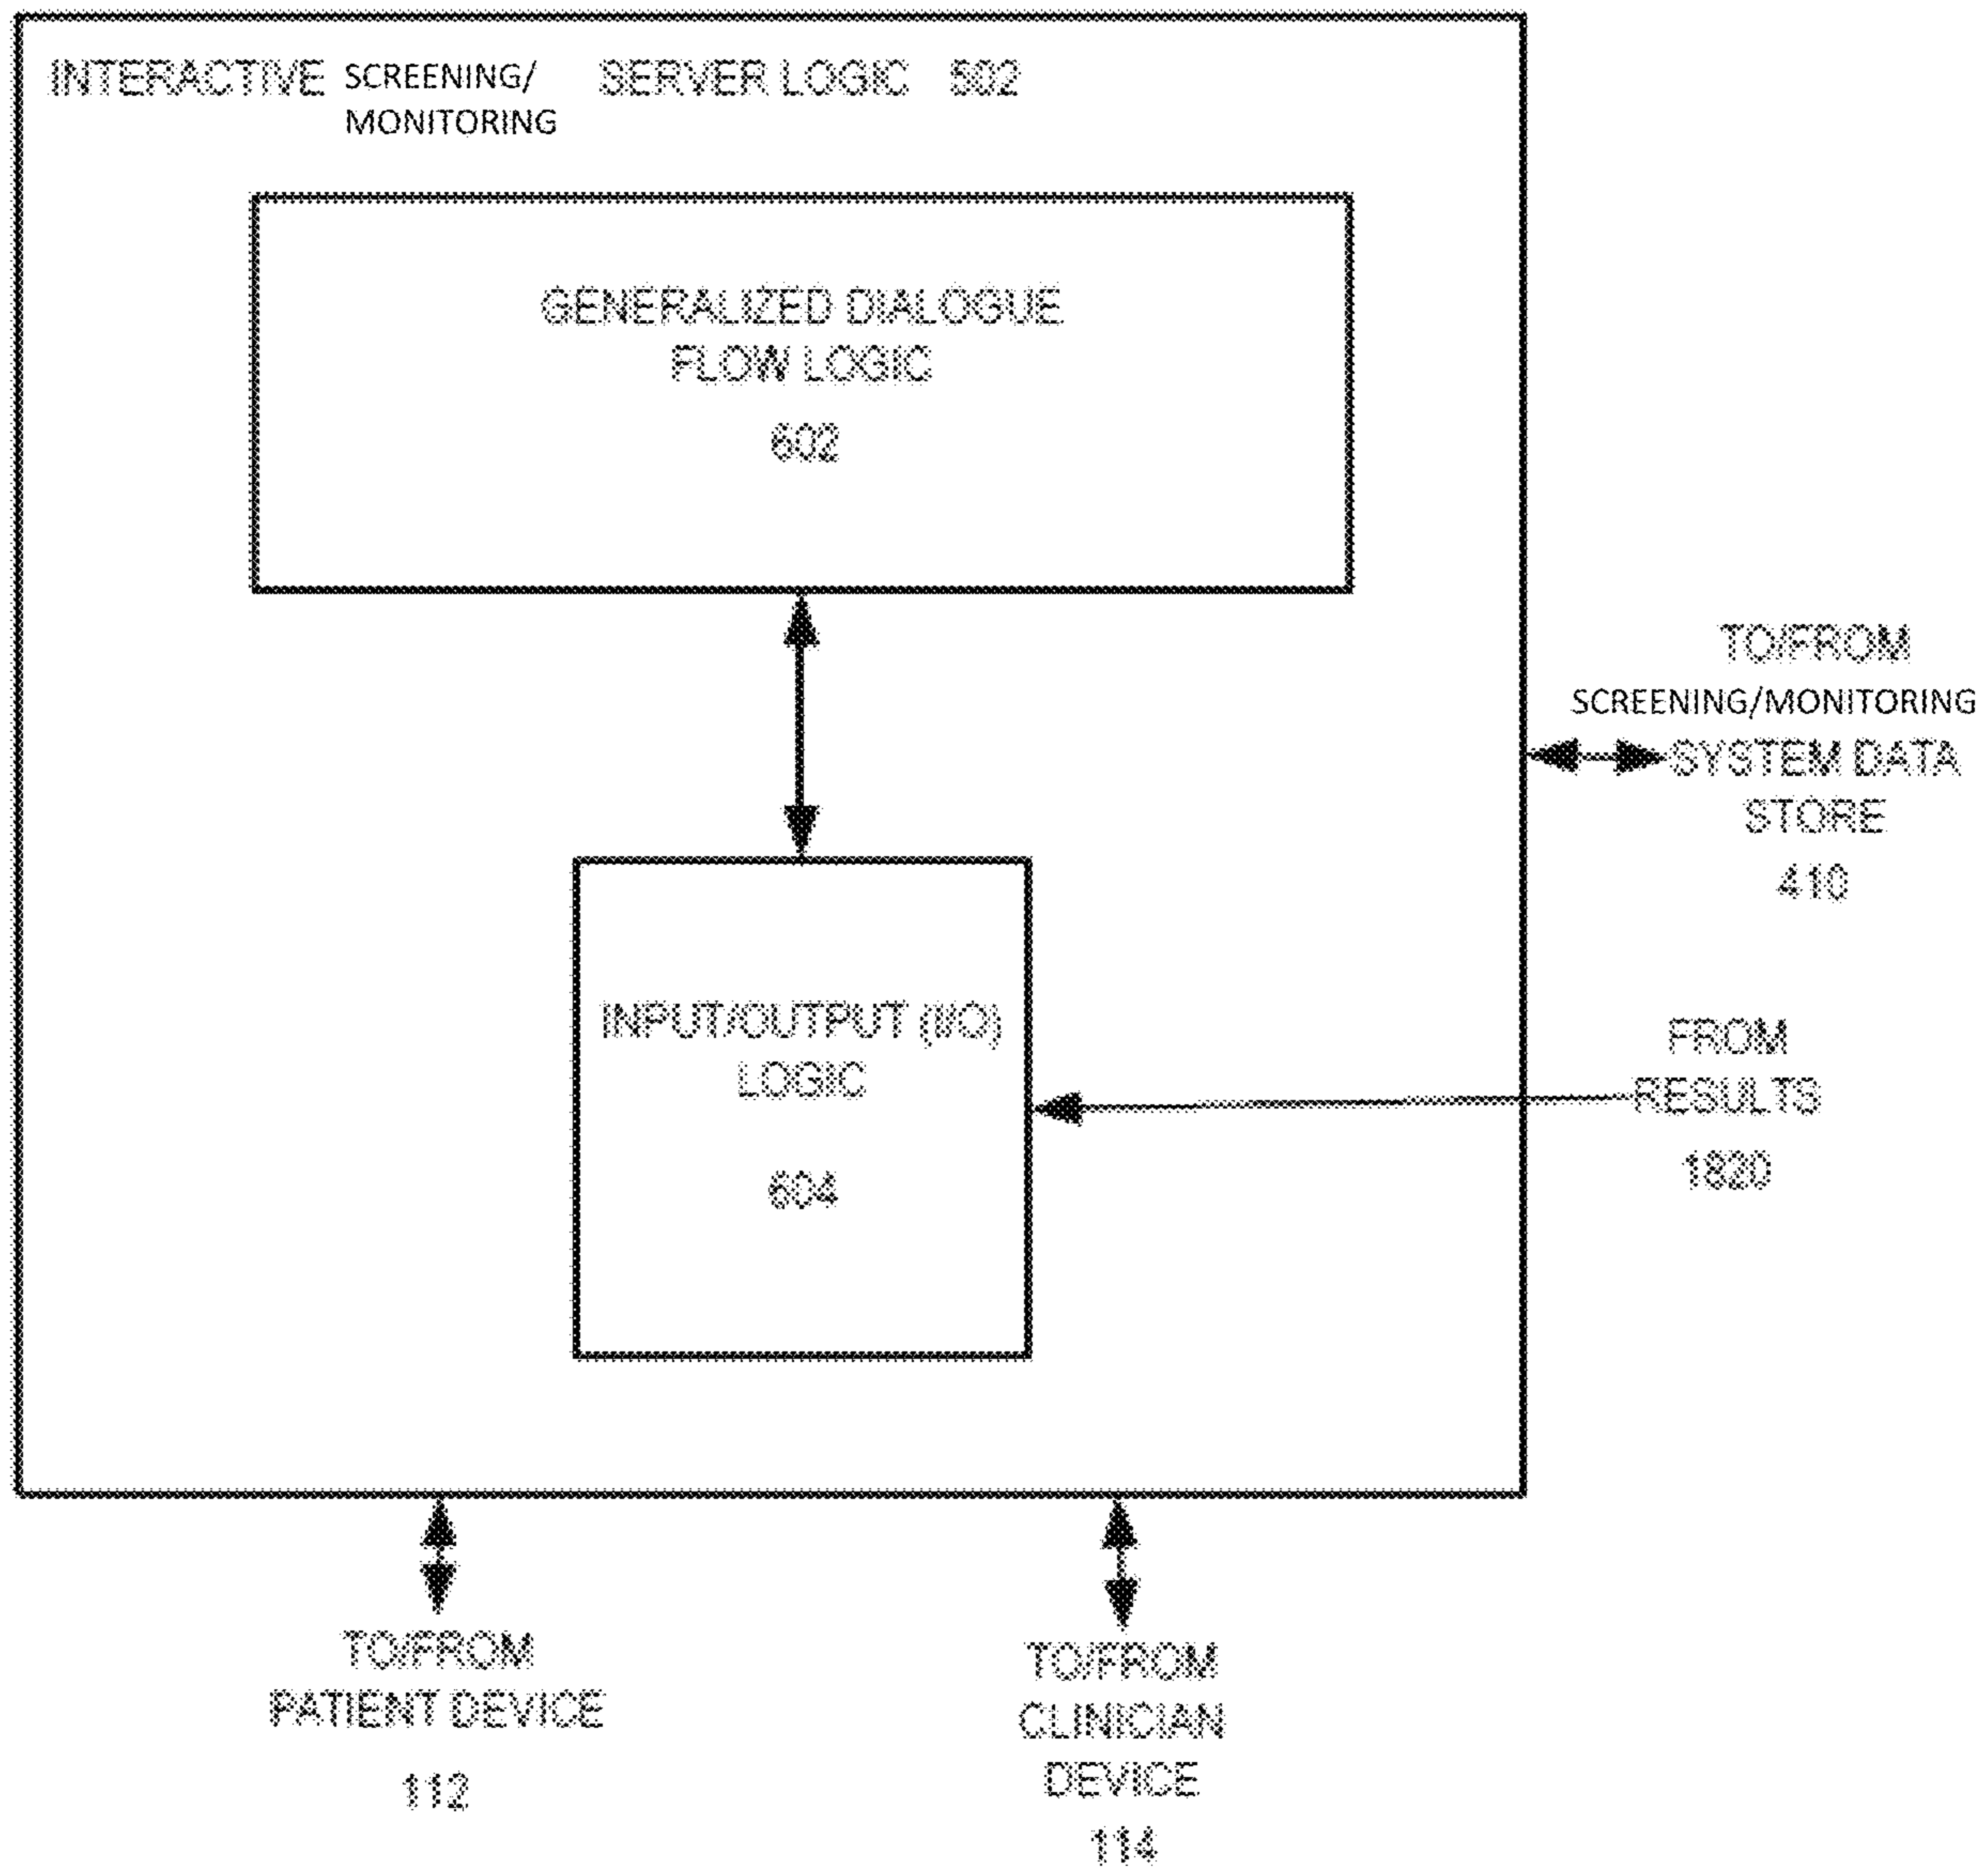 INTERACTIVE SCREENING/ SERVER LOGIC 502
MONITORING
GENERALIZED DIALOGUE
FLOW LOGIC
602
TO/FROM
SCREENING/MONITORING
SYSTEM DATA
STORE
410
INPUT/OUTPUT (I/O)
LOGIC
604
FROM
RESULTS
1820
TO/FROM
PATIENT DEVICE
112
TO/FROM
CLINICIAN
DEVICE
114